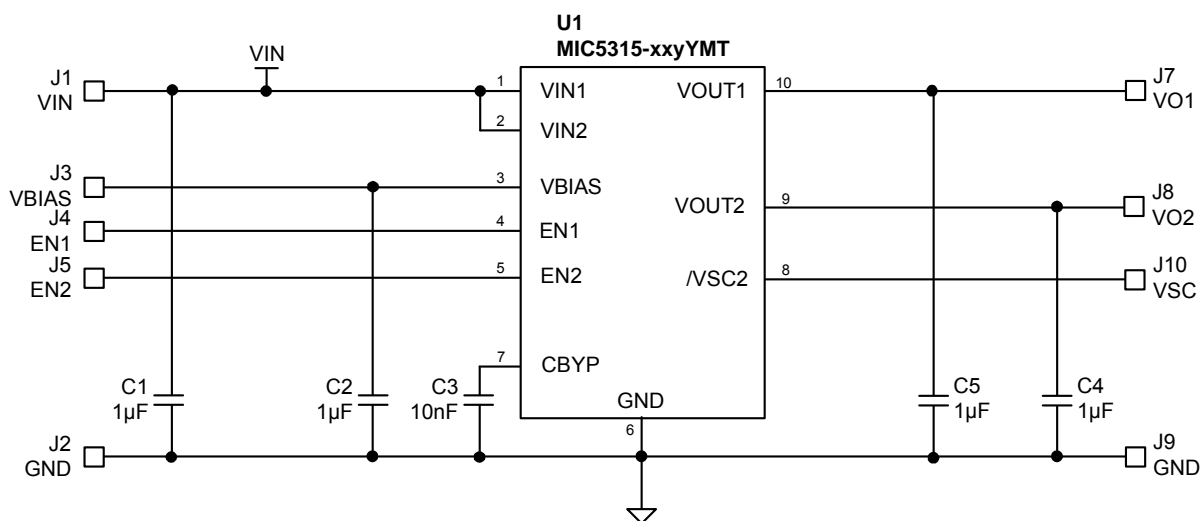 U1
MIC5315-xxyYMT
VIN
J1
VIN
1
VIN1
VOUT1
10
J7
VO1
2
VIN2
J3
VBIAS
3
VBIAS
J4
EN1
4
EN1
VOUT2
9
J8
VO2
J5
EN2
5
EN2
/VSC2
8
J10
VSC
7
CBYP
C1
1µF
C2
1µF
C3
10nF
GND
6
C5
1µF
C4
1µF
J2
GND
J9
GND